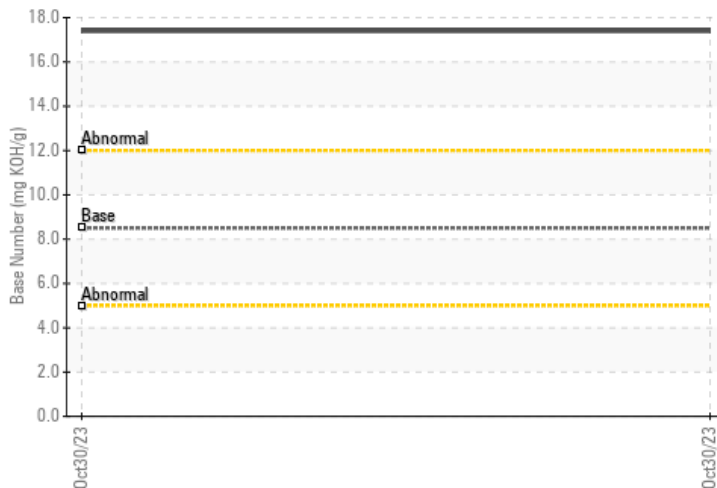 18.0
16.0
14.0
Abnormal
12.0
10.0
Base
8.0
Abnormal
6.0
4.0
2.0
0.0
Base Number (mg KOH/g)
Oct30/23
Oct30/23